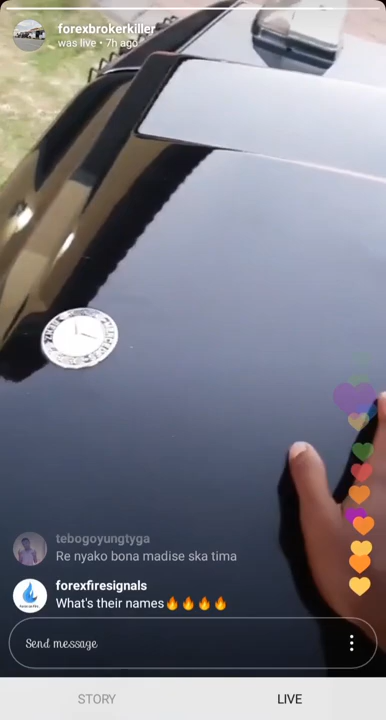 forexbrokerkiller
was live • 7h ago
tebogoyungtyga
Re nyako bona madise ska tima
forexfiresignals
What's their names🔥🔥🔥🔥
Send message
STORY
LIVE